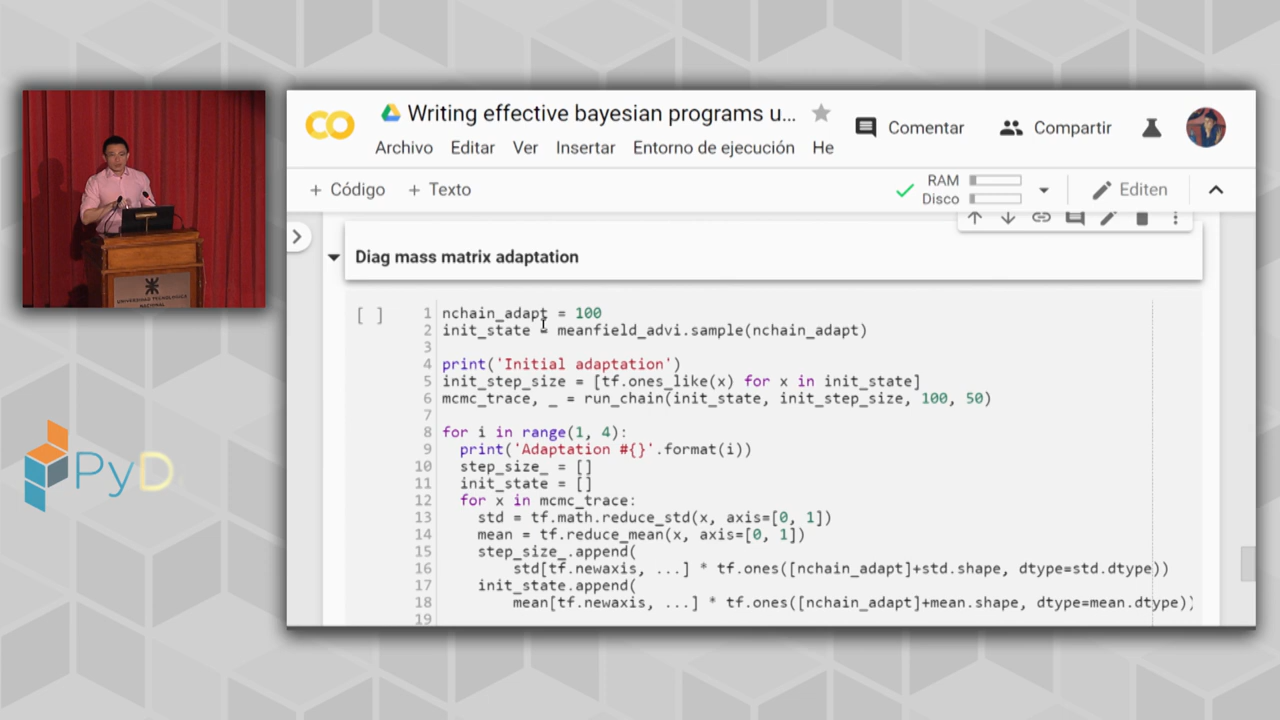 CO
Writing effective bayesian programs u...
Archivo Editar Ver Insertar Entorno de ejecución He
Comentar
Compartir
+ Código + Texto
RAM
Disco
Editen
Diag mass matrix adaptation
[ ]
1 nchain_adapt = 100
2 init_state = meanfield_advi.sample(nchain_adapt)
3
4 print('Initial adaptation')
5 init_step_size = [tf.ones_like(x) for x in init_state]
6 mcmc_trace, _ = run_chain(init_state, init_step_size, 100, 50)
7
8 for i in range(1, 4):
9 print('Adaptation #{}'.format(i))
10 step_size_ = []
11 init_state = []
12 for x in mcmc_trace:
13 std = tf.math.reduce_std(x, axis=[0, 1])
14 mean = tf.reduce_mean(x, axis=[0, 1])
15 step_size_.append(
16 std[tf.newaxis, ...] * tf.ones([nchain_adapt]+std.shape, dtype=std.dtype))
17 init_state.append(
18 mean[tf.newaxis, ...] * tf.ones([nchain_adapt]+mean.shape, dtype=mean.dtype))
19
UNIVERSIDAD TECNOLOGICA
NACIONAL
PyD